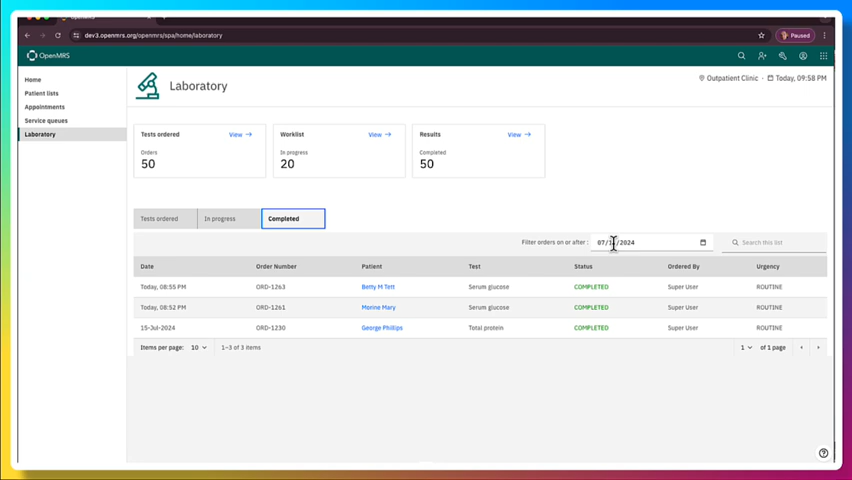 Paused
dev3.openmrs.org/openmrs/spa/home/laboratory
OpenMRS
Home
Patient lists
Appointments
Service queues
Laboratory
Laboratory
Outpatient Clinic · Today, 09:58 PM
Tests ordered View →
Orders
50
Worklist View →
In progress
20
Results View →
Completed
50
Tests ordered In progress Completed
Filter orders on or after : /2024 Search this list
Date Order Number Patient Test Status Ordered By Urgency
Today, 08:55 PM ORD-1263 Betty M Tett Serum glucose COMPLETED Super User ROUTINE
Today, 08:52 PM ORD-1261 Morine Mary Serum glucose COMPLETED Super User ROUTINE
15-Jul-2024 ORD-1230 George Phillips Total protein COMPLETED Super User ROUTINE
Items per page: 10 1–3 of 3 items 1 of 1 page